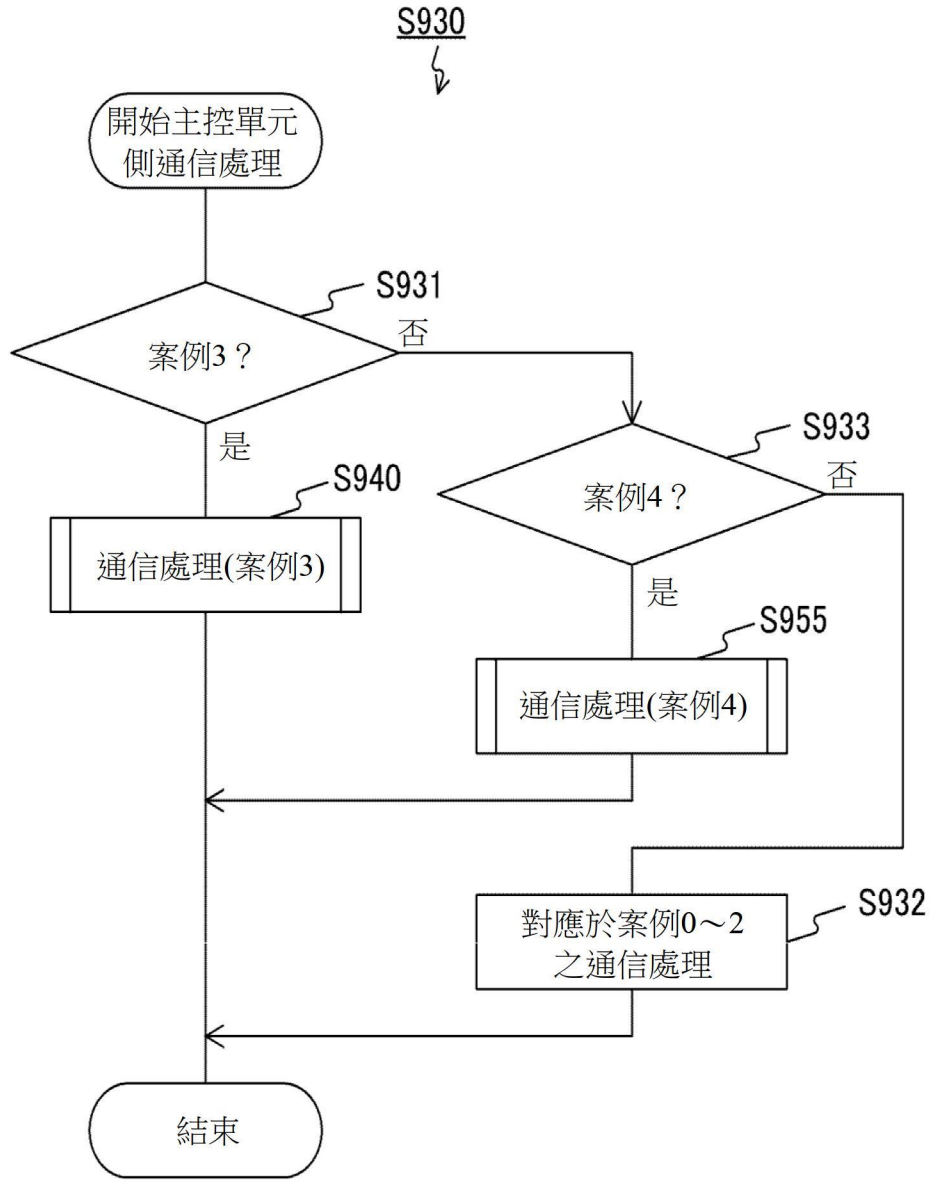 S930
開始主控單元
側通信處理
S931
案例3？
否
是
S933
案例4？
否
S940
通信處理(案例3)
是
S955
通信處理(案例4)
S932
對應於案例0～2
之通信處理
結束